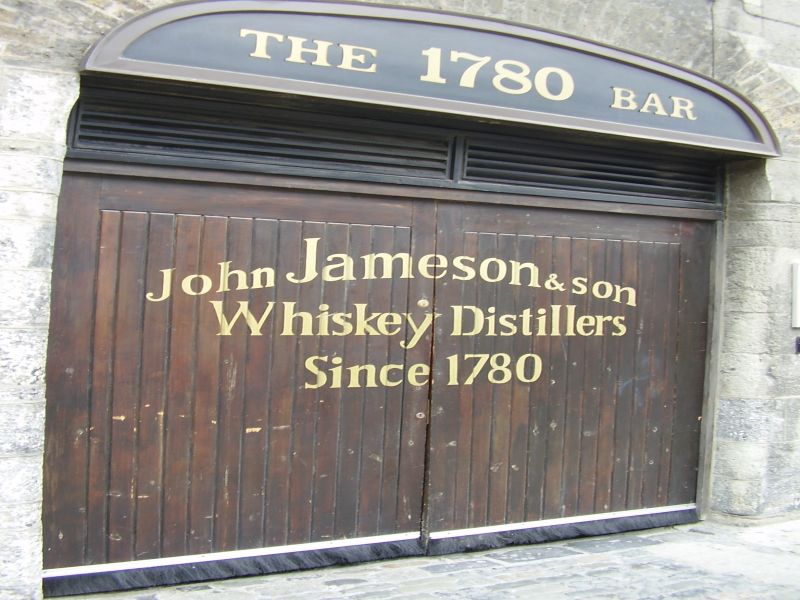 THE 1780 BAR
John Jameson & son
Whiskey Distillers
Since 1780